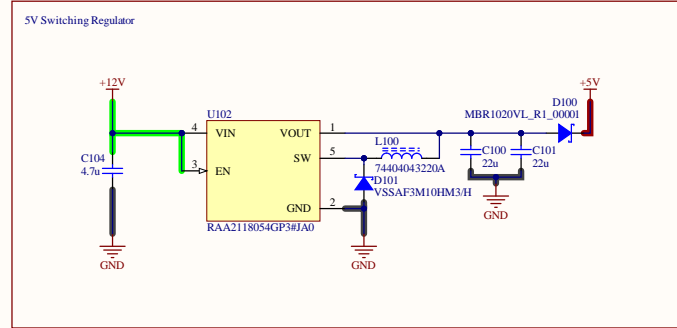 5V Switching Regulator
+12V
+5V
D100
MBR1020VL_R1_00001
U102
4
VIN
VOUT
1
L100
C100
22u
C101
22u
C104
4.7u
3
EN
SW
5
74404043220A
D101
VSSAF3M10HM3/H
GND
2
RAA2118054GP3#JA0
GND
GND
GND